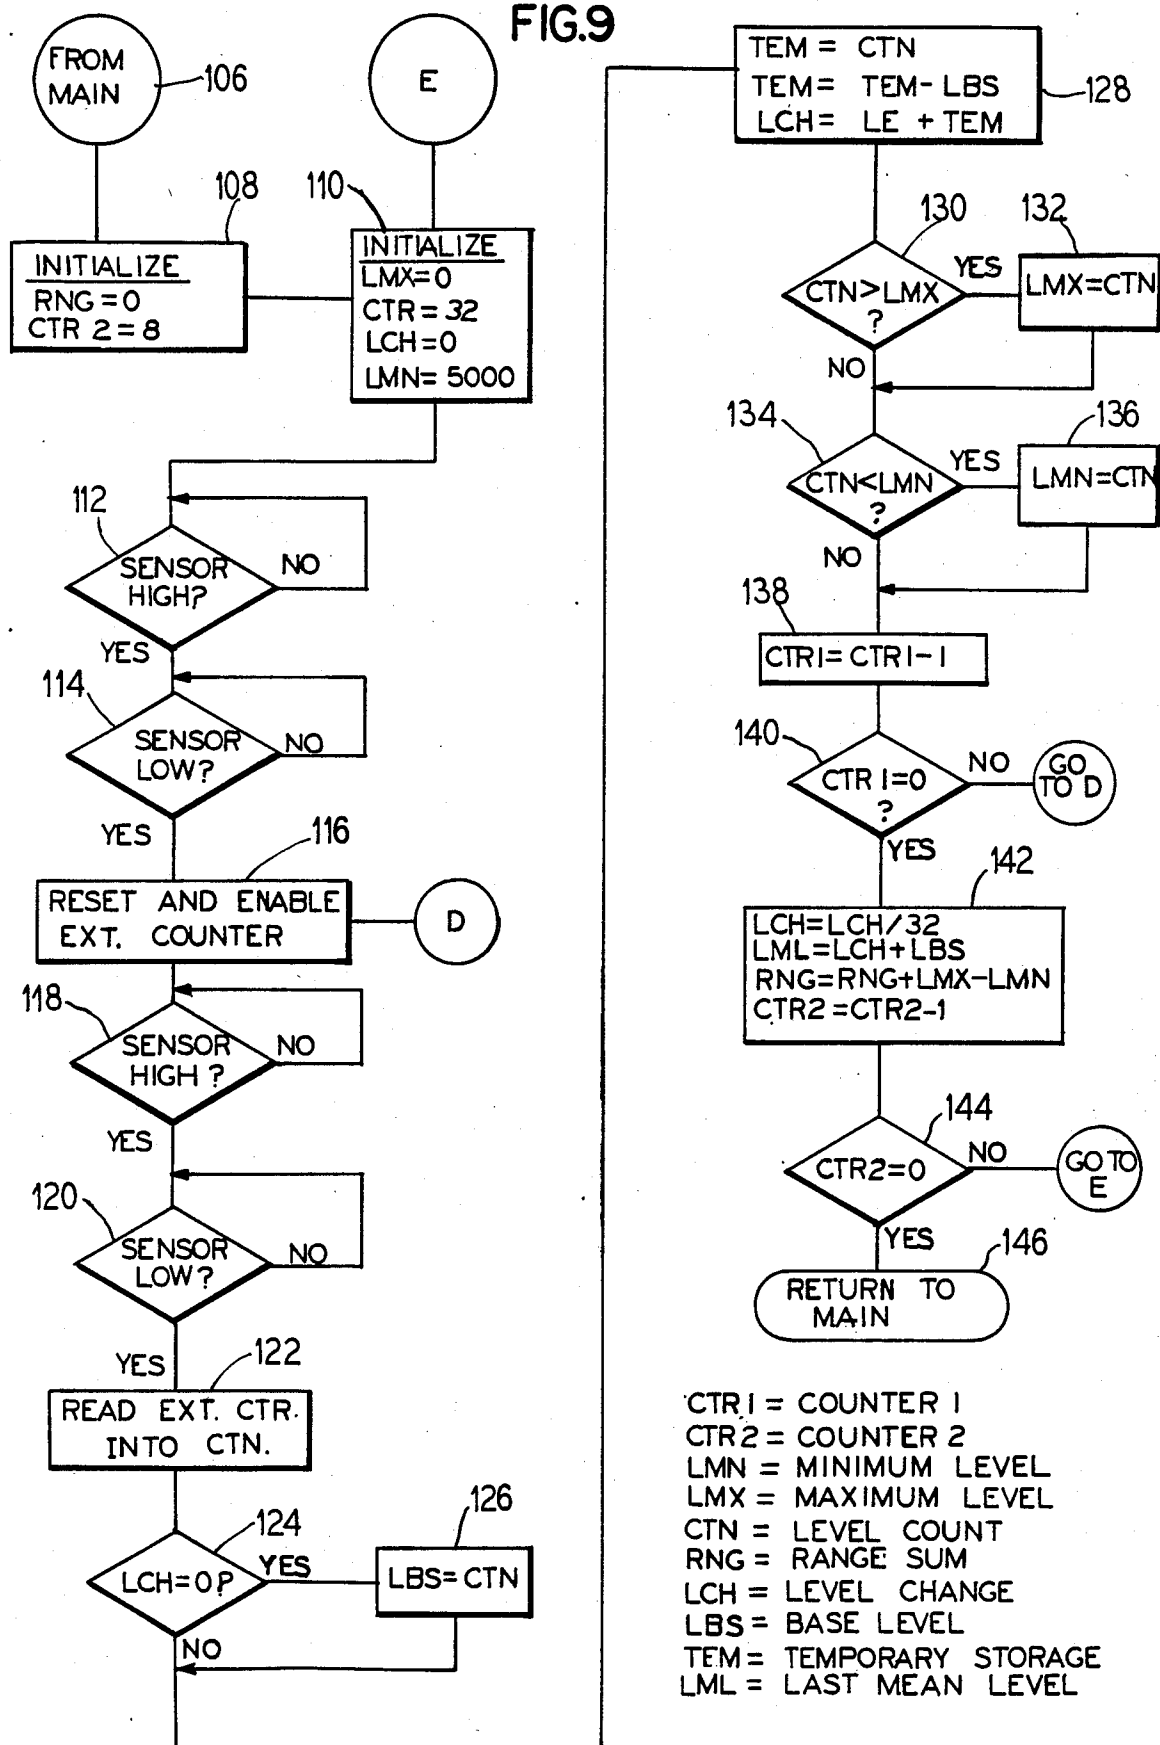 FIG.9
FROM
MAIN
106
E
108
INITIALIZE
RNG=0
CTR 2=8
110
INITIALIZE
LMX=0
CTR=32
LCH=0
LMN= 5000
112
SENSOR
HIGH?
NO
YES
114
SENSOR
LOW?
NO
YES
116
RESET AND ENABLE
EXT. COUNTER
D
118
SENSOR
HIGH ?
NO
YES
120
SENSOR
LOW?
NO
YES
122
READ EXT. CTR.
INTO CTN.
124
LCH=0?
YES
126
LBS=CTN
NO
TEM = CTN
TEM= TEM-LBS
LCH= LE +TEM
128
130
CTN>LMX
?
YES
132
LMX=CTN
NO
134
CTN<LMN
?
YES
136
LMN=CTN
NO
138
CTR1=CTR1-1
140
CTR1=0
?
NO
GO
TO D
YES
142
LCH=LCH/32
LML=LCH+LBS
RNG=RNG+LMX-LMN
CTR2=CTR2-1
144
CTR2=0
NO
GO TO
E
YES
146
RETURN TO
MAIN
CTR1 = COUNTER 1
CTR2 = COUNTER 2
LMN = MINIMUM LEVEL
LMX = MAXIMUM LEVEL
CTN = LEVEL COUNT
RNG = RANGE SUM
LCH = LEVEL CHANGE
LBS = BASE LEVEL
TEM = TEMPORARY STORAGE
LML = LAST MEAN LEVEL